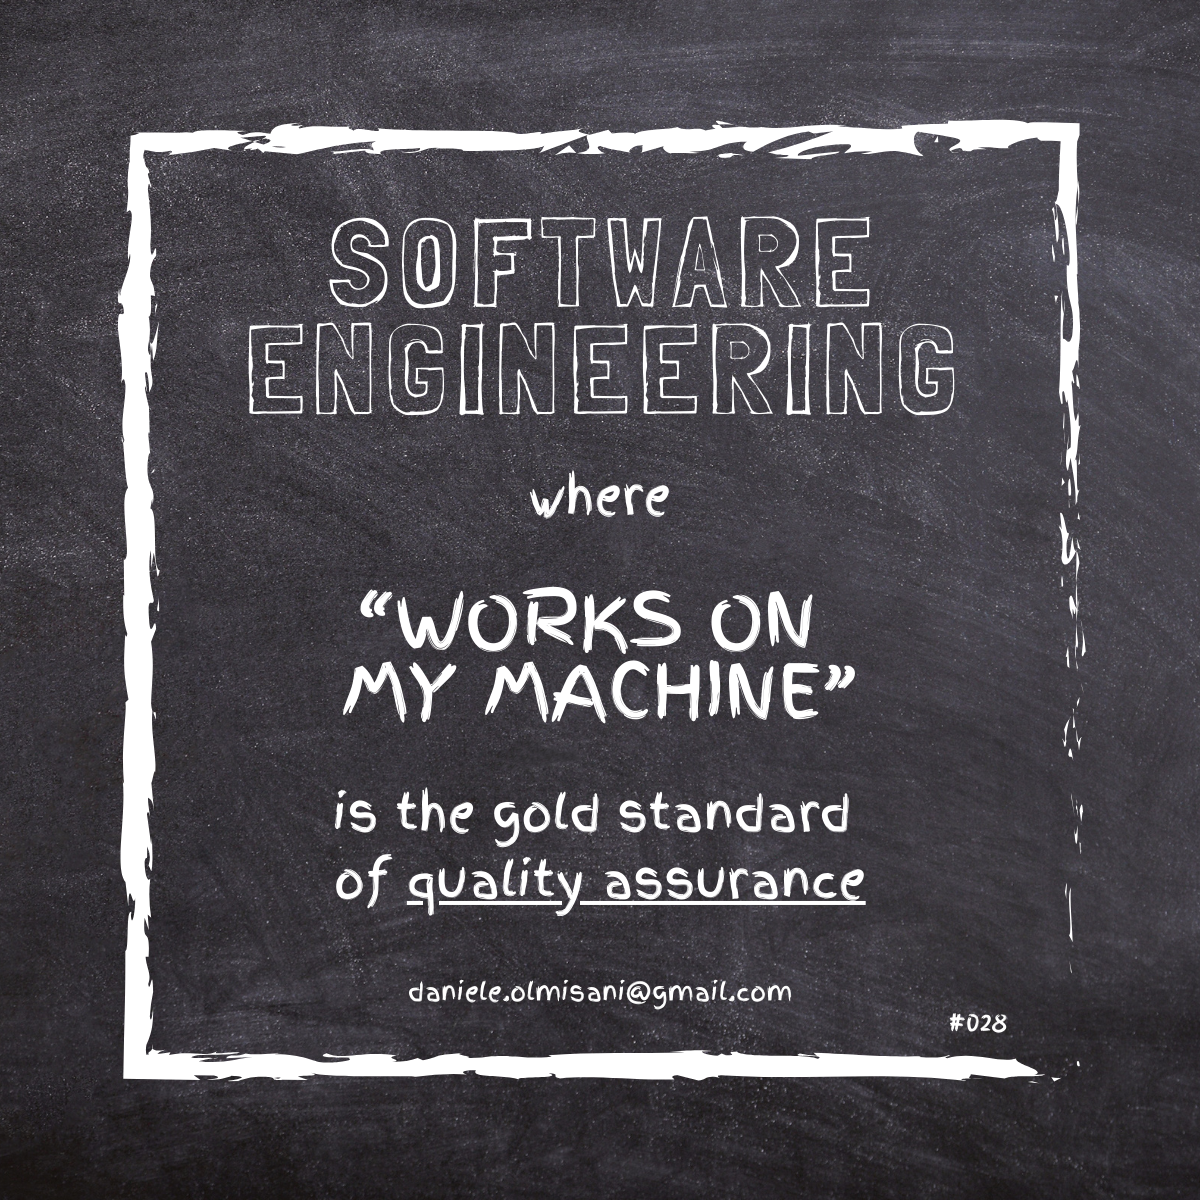 SOFTWARE
ENGINEERING
where
“WORKS ON
MY MACHINE”
is the gold standard
of quality assurance
daniele.olmisani@gmail.com
#028